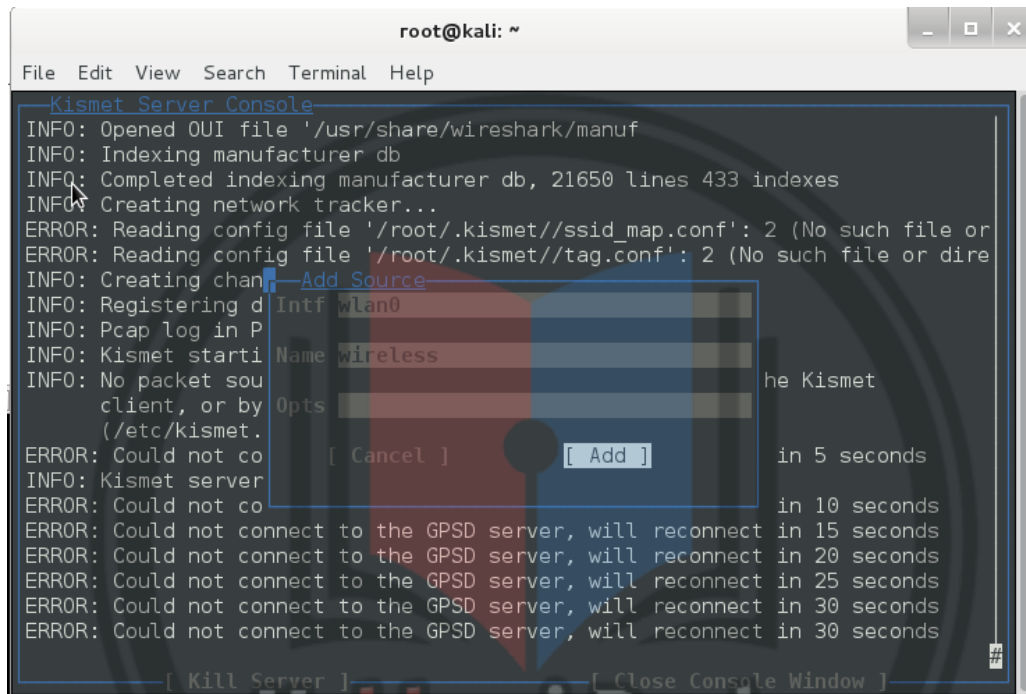 root@kali: ~
File Edit View Search Terminal Help
Kismet Server Console
INFO: Opened OUI file '/usr/share/wireshark/manuf
INFO: Indexing manufacturer db
INFO: Completed indexing manufacturer db, 21650 lines 433 indexes
INFO: Creating network tracker...
ERROR: Reading config file '/root/.kismet//ssid_map.conf': 2 (No such file or
ERROR: Reading config file '/root/.kismet//tag.conf': 2 (No such file or dire
INFO: Creating chan Add Source
INFO: Registering d Intf wlan0
INFO: Pcap log in P
INFO: Kismet starti Name wireless
INFO: No packet sou he Kismet
client, or by Opts
(/etc/kismet.
ERROR: Could not co [ Cancel ] [ Add ] in 5 seconds
INFO: Kismet server
ERROR: Could not co in 10 seconds
ERROR: Could not connect to the GPSD server, will reconnect in 15 seconds
ERROR: Could not connect to the GPSD server, will reconnect in 20 seconds
ERROR: Could not connect to the GPSD server, will reconnect in 25 seconds
ERROR: Could not connect to the GPSD server, will reconnect in 30 seconds
ERROR: Could not connect to the GPSD server, will reconnect in 30 seconds
#
[ Kill Server ] [ Close Console Window ]